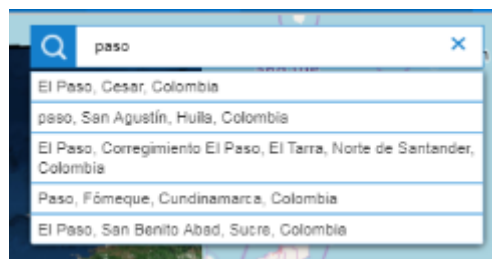 paso
El Paso, Cesar, Colombia
paso, San Agustín, Huila, Colombia
El Paso, Corregimiento El Paso, El Tarra, Norte de Santander,
Colombia
Paso, Fómeque, Cundinamarca, Colombia
El Paso, San Benito Abad, Sucre, Colombia